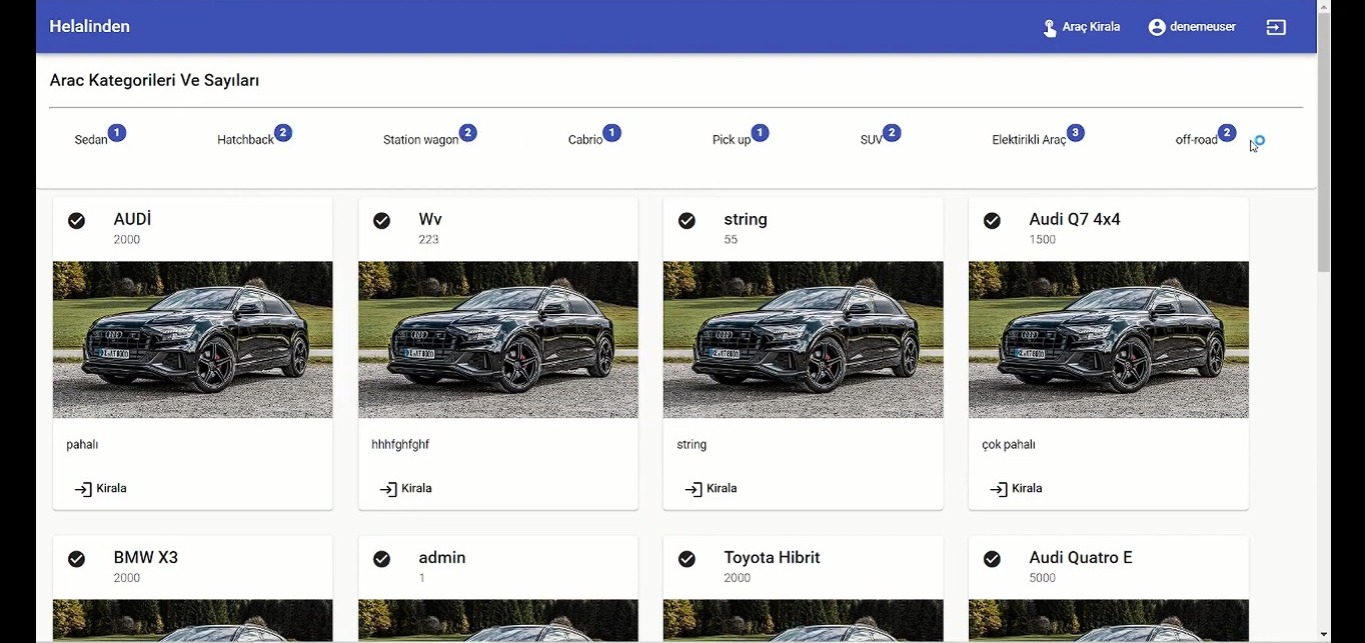 Helalinden
Araç Kirala
denemeuser
Arac Kategorileri Ve Sayıları
Sedan 1
Hatchback 2
Station wagon 2
Cabrio 1
Pick up 1
SUV 2
Elektirikli Araç 3
off-road 2
AUDİ
2000
pahalı
Kirala
Wv
223
hhhfghfghf
Kirala
string
55
string
Kirala
Audi Q7 4x4
1500
çok pahalı
Kirala
BMW X3
2000
admin
1
Toyota Hibrit
2000
Audi Quatro E
5000